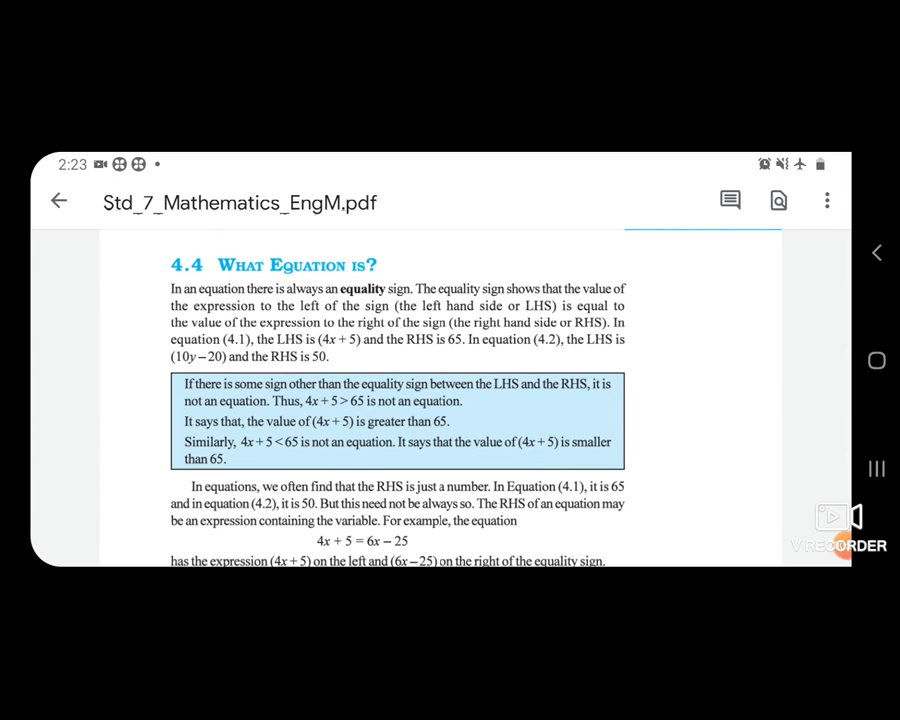 2:23
Std_7_Mathematics_EngM.pdf
4.4 WHAT EQUATION IS?
In an equation there is always an equality sign. The equality sign shows that the value of
the expression to the left of the sign (the left hand side or LHS) is equal to
the value of the expression to the right of the sign (the right hand side or RHS). In
equation (4.1), the LHS is (4x + 5) and the RHS is 65. In equation (4.2), the LHS is
(10y – 20) and the RHS is 50.
If there is some sign other than the equality sign between the LHS and the RHS, it is
not an equation. Thus, 4x + 5 > 65 is not an equation.
It says that, the value of (4x + 5) is greater than 65.
Similarly, 4x + 5 < 65 is not an equation. It says that the value of (4x + 5) is smaller
than 65.
In equations, we often find that the RHS is just a number. In Equation (4.1), it is 65
and in equation (4.2), it is 50. But this need not be always so. The RHS of an equation may
be an expression containing the variable. For example, the equation
4x + 5 = 6x – 25
has the expression (4x + 5) on the left and (6x – 25) on the right of the equality sign.
V RECORDER